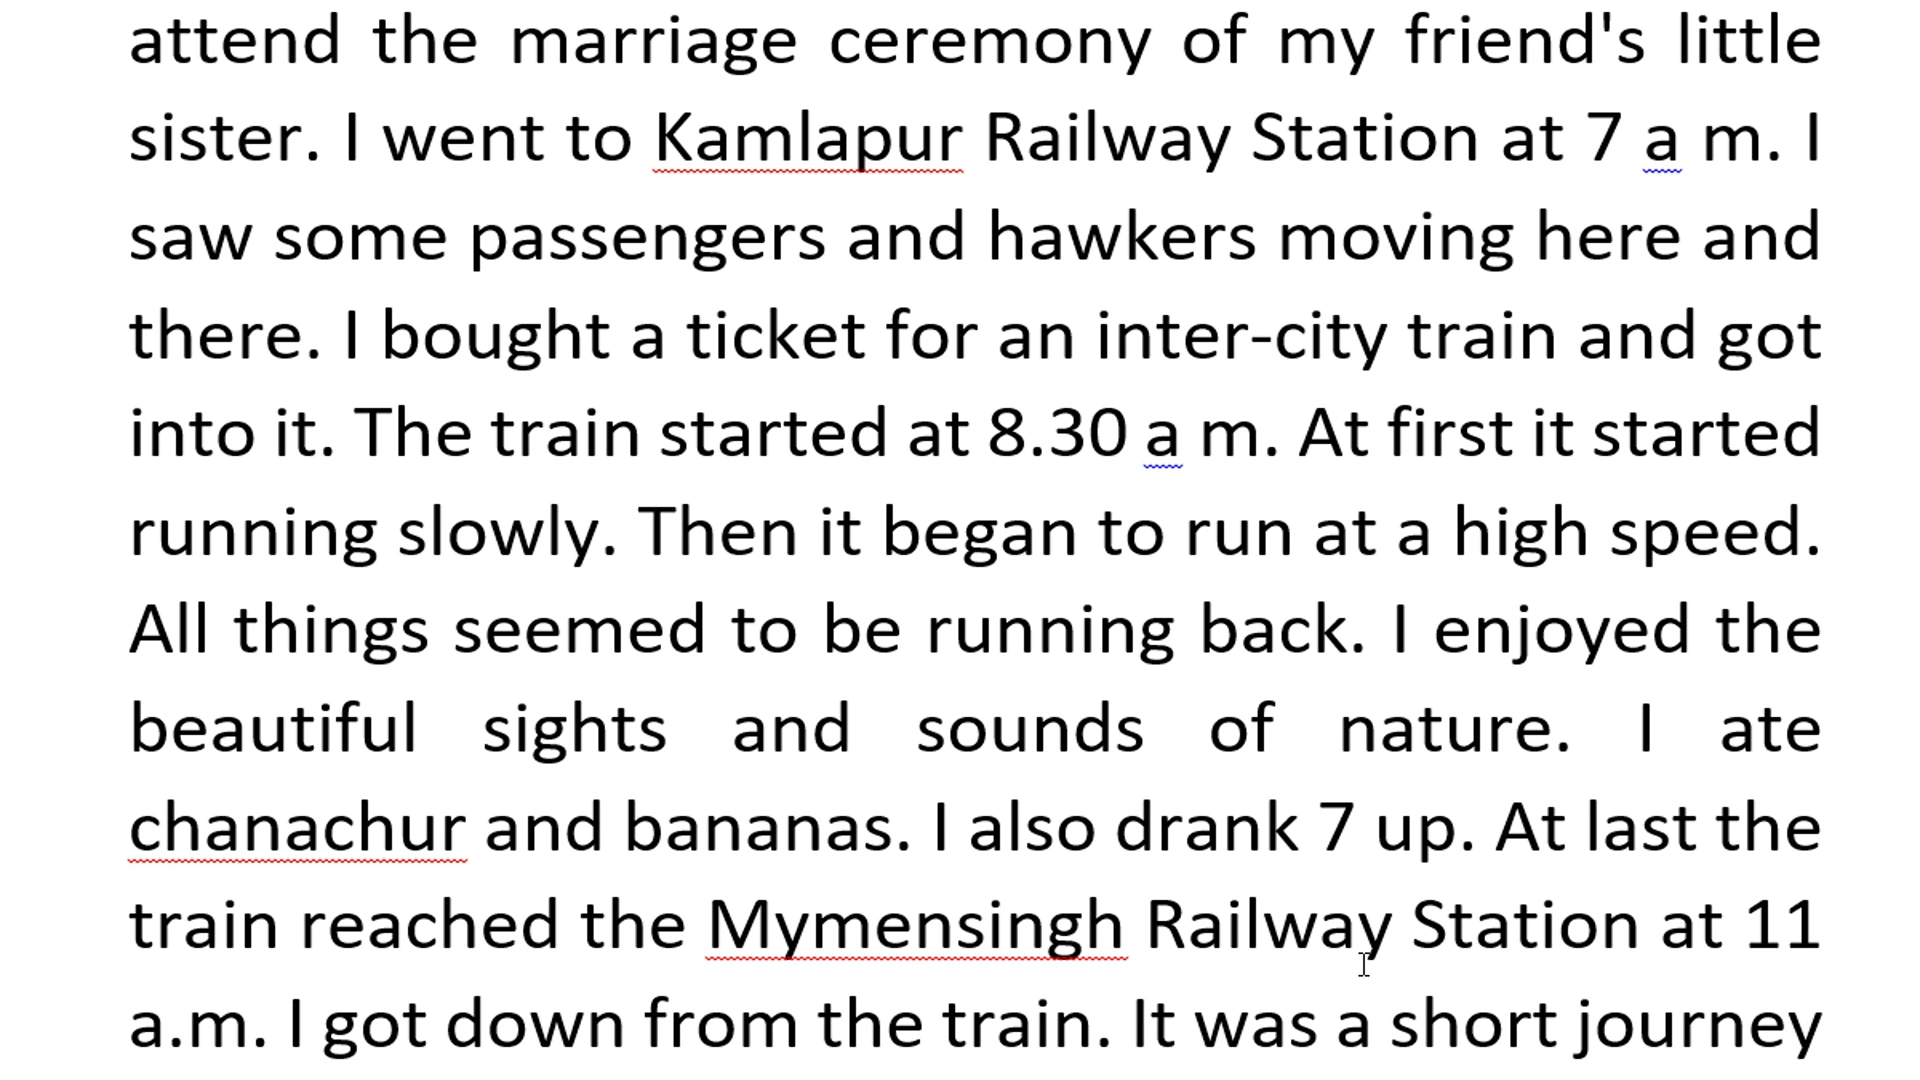 attend the marriage ceremony of my friend's little
sister. I went to Kamlapur Railway Station at 7 a m. I
saw some passengers and hawkers moving here and
there. I bought a ticket for an inter-city train and got
into it. The train started at 8.30 a m. At first it started
running slowly. Then it began to run at a high speed.
All things seemed to be running back. I enjoyed the
beautiful sights and sounds of nature. I ate
chanachur and bananas. I also drank 7 up. At last the
train reached the Mymensingh Railway Station at 11
a.m. I got down from the train. It was a short journey